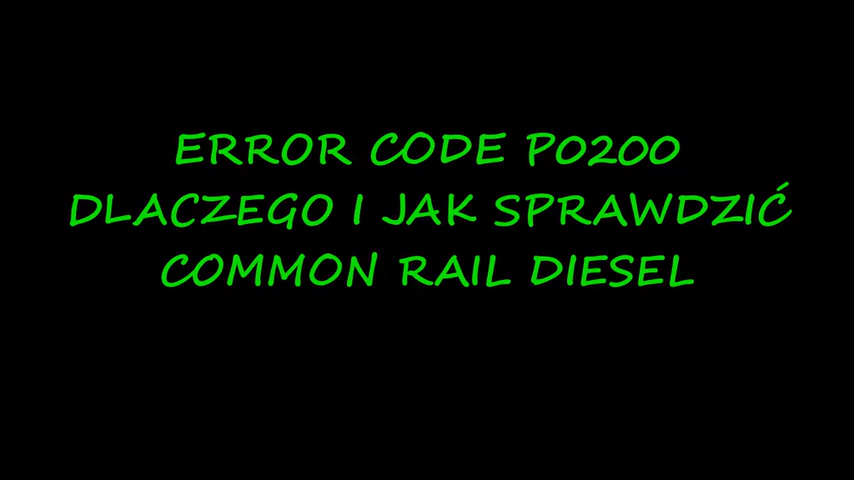 ERROR CODE P0200
DLACZEGO I JAK SPRAWDZIĆ
COMMON RAIL DIESEL